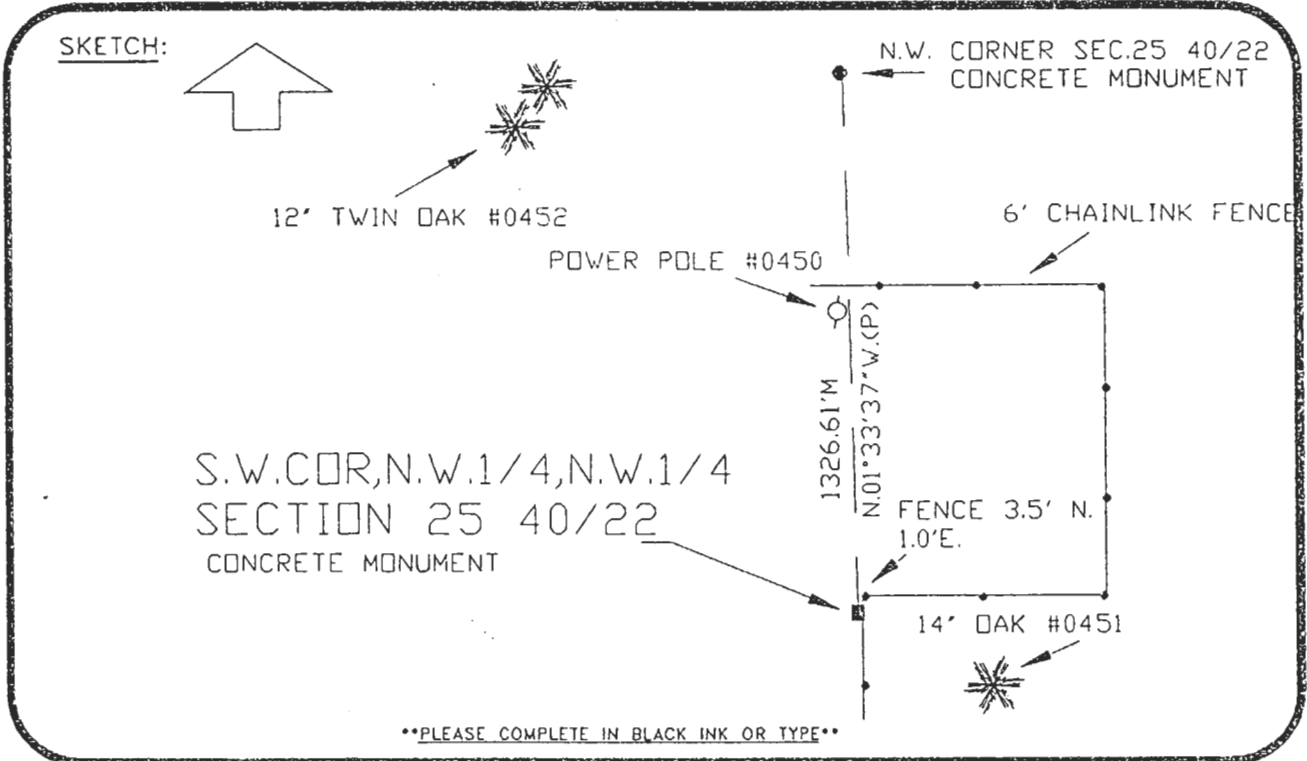 SKETCH:
N.W. CORNER SEC.25 40/22
CONCRETE MONUMENT
12" TWIN OAK #0452
6' CHAINLINK FENCE
POWER POLE #0450
1326.61'M
N.01°33'37"W.(P)
S.W.COR,N.W.1/4,N.W.1/4
SECTION 25 40/22
CONCRETE MONUMENT
FENCE 3.5' N.
1.0'E.
14" OAK #0451
**PLEASE COMPLETE IN BLACK INK OR TYPE**